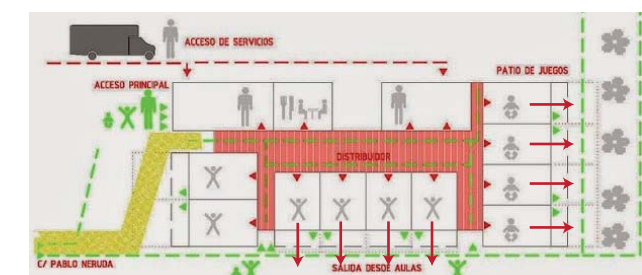 ACCESO DE SERVICIOS
PATIO DE JUEGOS
ACCESO PRINCIPAL
DISTRIBUIDOR
C/ PABLO NERUDA
SALIDA DESDE AULAS